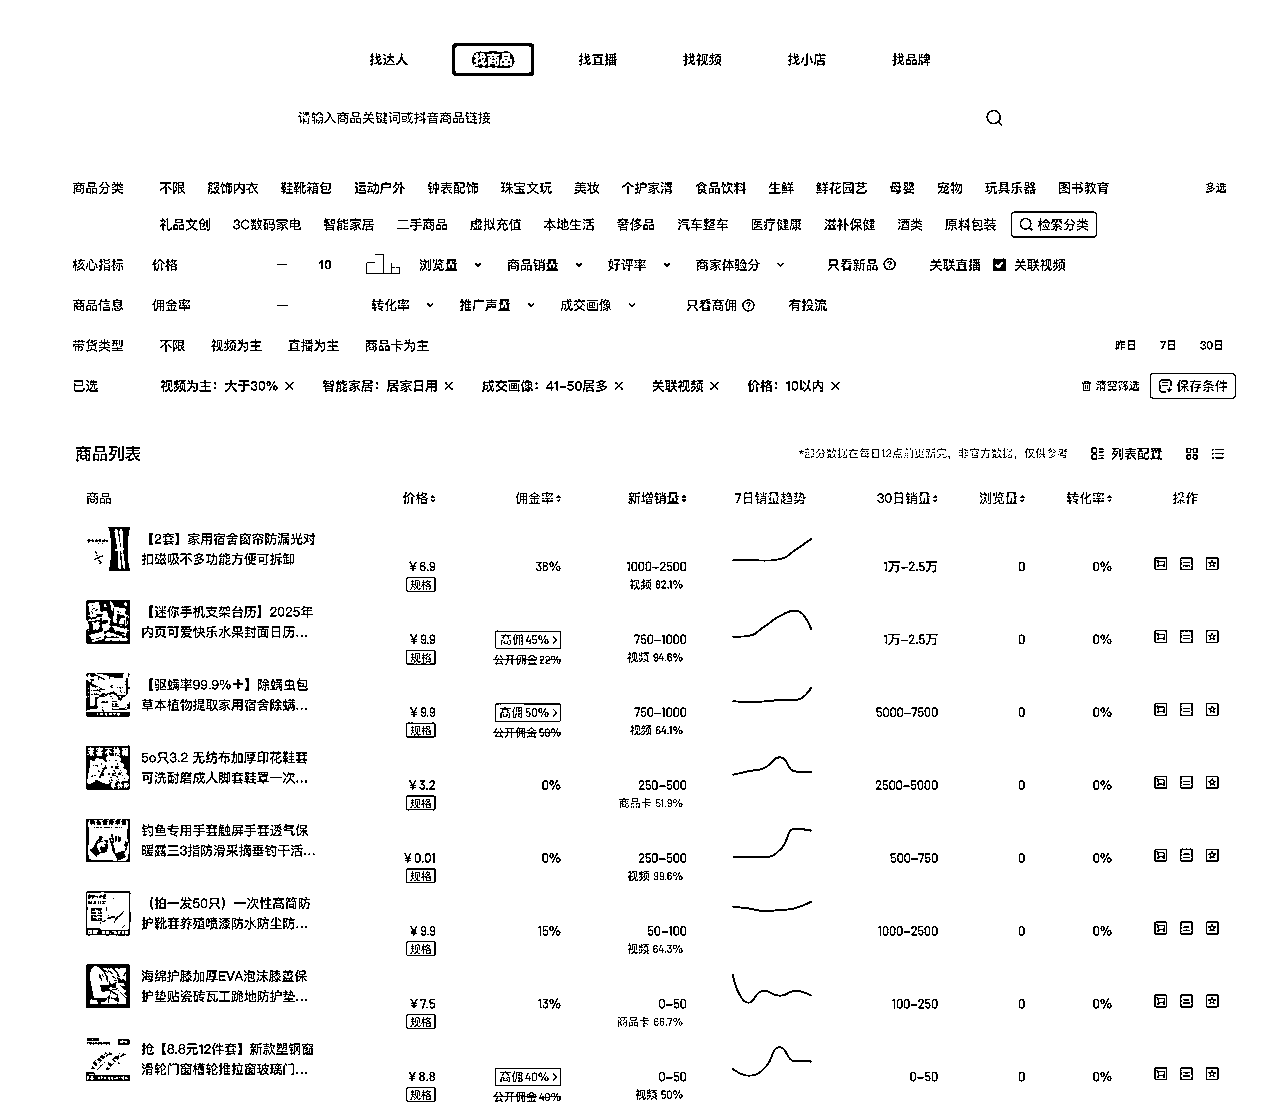 找达人 找商品 找直播 找视频 找小店 找品牌
请输入商品关键词或抖音商品链接
商品分类 不限 服饰内衣 鞋靴箱包 运动户外 钟表配饰 珠宝文玩 美妆 个护家清 食品饮料 生鲜 鲜花园艺 母婴 宠物 玩具乐器 图书教育 多选
礼品文创 3C数码家电 智能家居 二手商品 虚拟充值 本地生活 奢侈品 汽车整车 医疗健康 滋补保健 酒类 原料包装 检索分类
核心指标 价格 — 10 浏览量 商品销量 好评率 商家体验分 只看新品 关联直播 关联视频
商品信息 佣金率 — 转化率 推广声量 成交画像 只看商佣 有投流
带货类型 不限 视频为主 直播为主 商品卡为主 昨日 7日 30日
已选 视频为主：大于30% × 智能家居：居家日用 × 成交画像：41-50居多 × 关联视频 × 价格：10以内 × 清空筛选 保存条件
商品列表 *部分数据在每日12点前更新完，非官方数据，仅供参考 列表配置
商品 价格 佣金率 新增销量 7日销量趋势 30日销量 浏览量 转化率 操作
【2套】家用宿舍窗帘防漏光对
扣磁吸不多功能方便可拆卸
¥6.9 38% 1000-2500 1万-2.5万 0 0%
规格 视频 82.1%
【迷你手机支架台历】2025年
内页可爱快乐水果封面日历...
¥9.9 商佣45% > 750-1000 1万-2.5万 0 0%
规格 公开佣金 22% 视频 94.6%
【驱螨率99.9%+】除螨虫包
草本植物提取家用宿舍除螨...
¥9.9 商佣50% > 750-1000 5000-7500 0 0%
规格 公开佣金 50% 视频 64.1%
5o只3.2 无纺布加厚印花鞋套
可洗耐磨成人脚套鞋罩一次...
¥3.2 0% 250-500 2500-5000 0 0%
规格 商品卡 51.9%
钓鱼专用手套触屏手套透气保
暖露三3指防滑采摘垂钓干活...
¥0.01 0% 250-500 500-750 0 0%
规格 视频 99.6%
（拍一发50只）一次性高筒防
护靴套养殖喷漆防水防尘防...
¥9.9 15% 50-100 1000-2500 0 0%
规格 视频 64.3%
海绵护膝加厚EVA泡沫膝盖保
护垫贴瓷砖瓦工跪地防护垫...
¥7.5 13% 0-50 100-250 0 0%
规格 商品卡 66.7%
抢【8.8元12件套】新款塑钢窗
滑轮门窗槽轮推拉窗玻璃门...
¥8.8 商佣40% > 0-50 0-50 0 0%
规格 公开佣金 40% 视频 50%